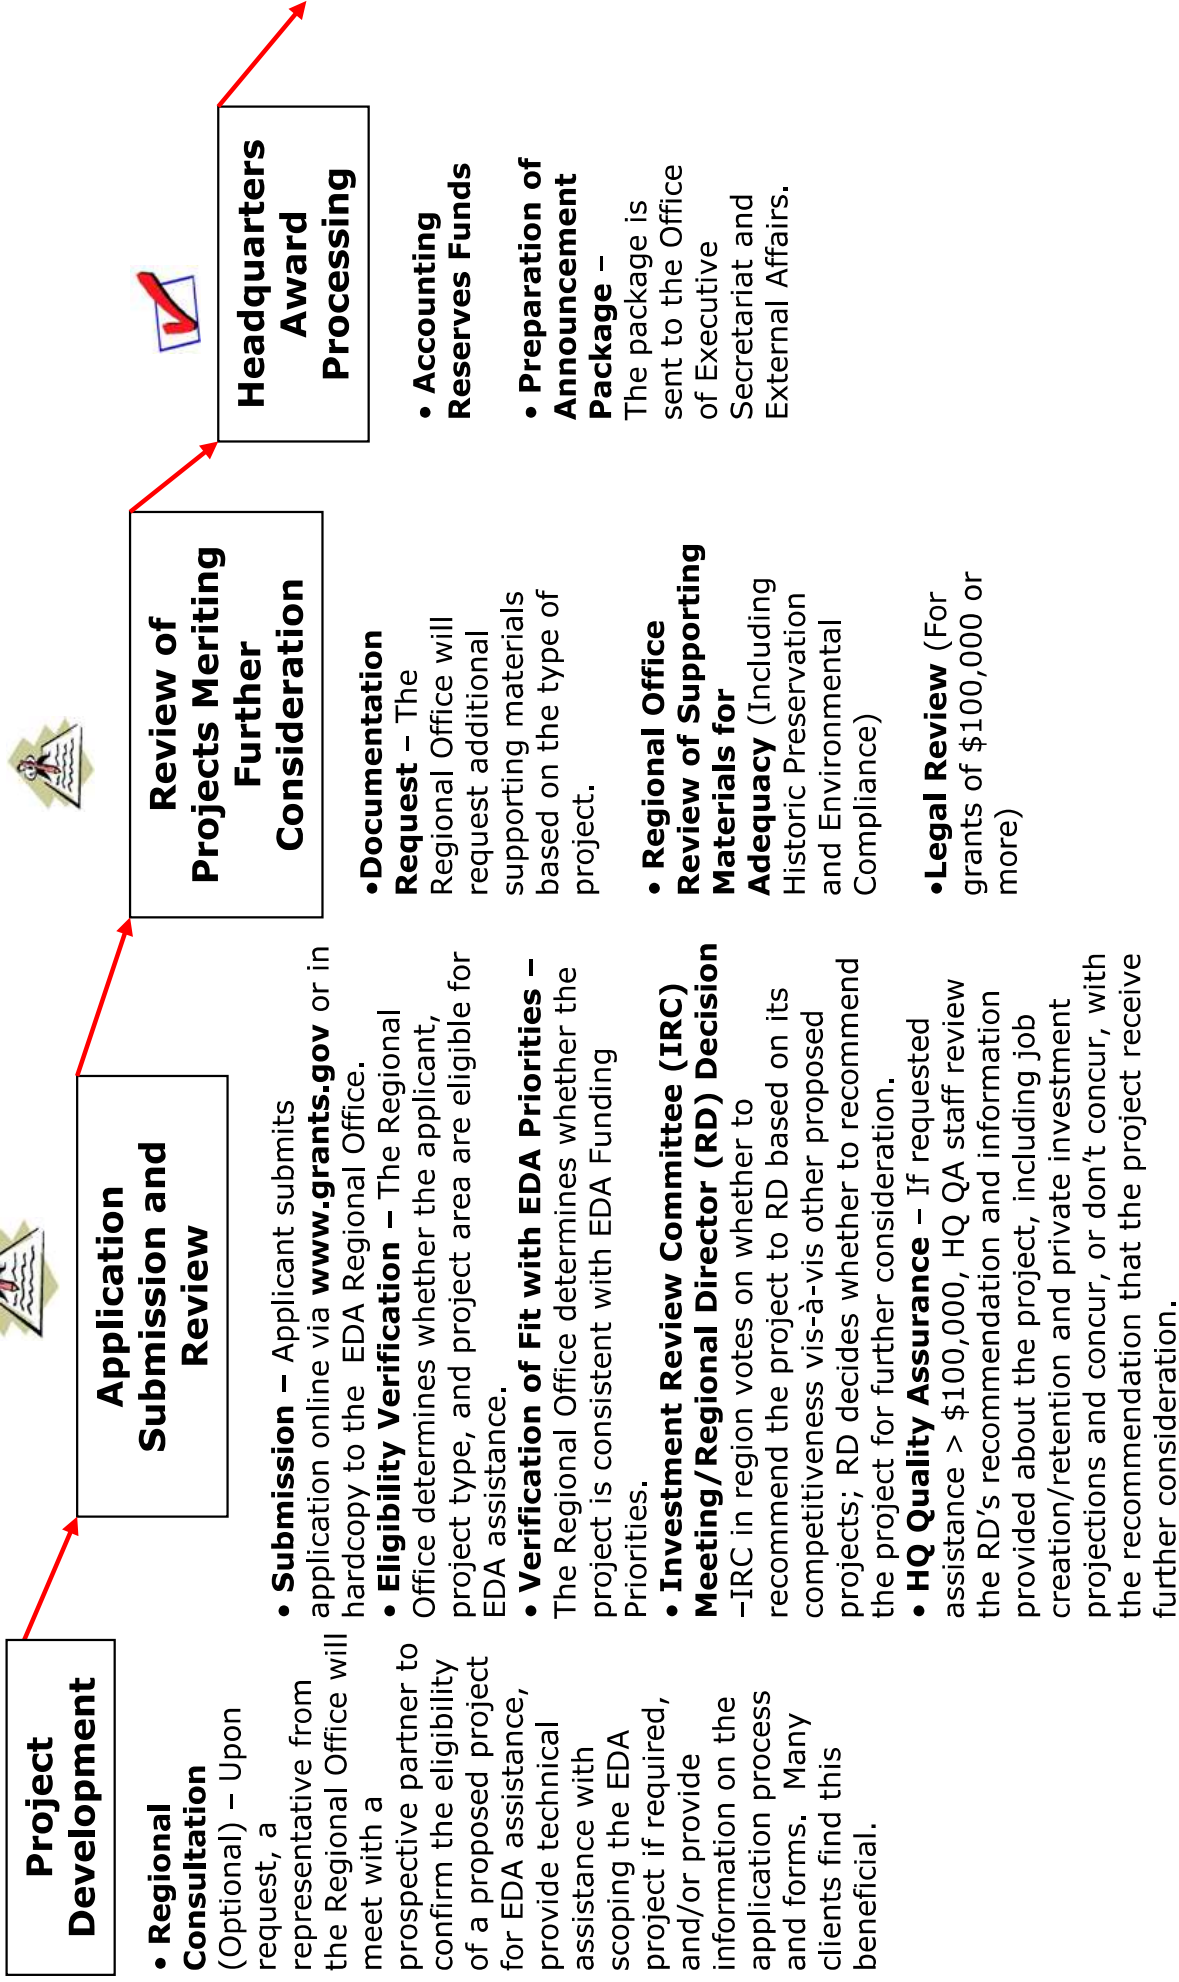 Project
Development
• Regional
Consultation
(Optional) – Upon
request, a
representative from
the Regional Office will
meet with a
prospective partner to
confirm the eligibility
of a proposed project
for EDA assistance,
provide technical
assistance with
scoping the EDA
project if required,
and/or provide
information on the
application process
and forms.  Many
clients find this
beneficial.
Application
Submission and
Review
• Submission – Applicant submits
application online via www.grants.gov or in
hardcopy to the  EDA Regional Office.
• Eligibility Verification – The Regional
Office determines whether the applicant,
project type, and project area are eligible for
EDA assistance.
• Verification of Fit with EDA Priorities –
The Regional Office determines whether the
project is consistent with EDA Funding
Priorities.
• Investment Review Committee (IRC)
Meeting/Regional Director (RD) Decision
–IRC in region votes on whether to
recommend the project to RD based on its
competitiveness vis-à-vis other proposed
projects; RD decides whether to recommend
the project for further consideration.
• HQ Quality Assurance – If requested
assistance > $100,000, HQ QA staff review
the RD’s recommendation and information
provided about the project, including job
creation/retention and private investment
projections and concur, or don’t concur, with
the recommendation that the project receive
further consideration.
Review of
Projects Meriting
Further
Consideration
•Documentation
Request – The
Regional Office will
request additional
supporting materials
based on the type of
project.
• Regional Office
Review of Supporting
Materials for
Adequacy (Including
Historic Preservation
and Environmental
Compliance)
•Legal Review (For
grants of $100,000 or
more)
Headquarters
Award
Processing
• Accounting
Reserves Funds
• Preparation of
Announcement
Package –
The package is
sent to the Office
of Executive
Secretariat and
External Affairs.